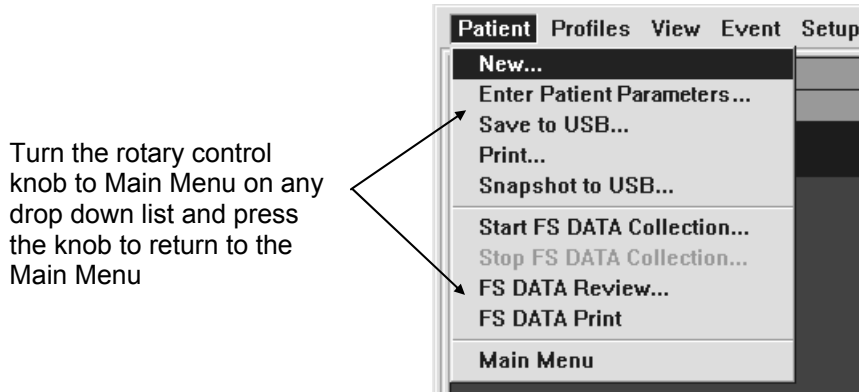 Patient Profiles View Event Setup
New...
Enter Patient Parameters...
Save to USB...
Print...
Snapshot to USB...
Start FS DATA Collection...
Stop FS DATA Collection...
FS DATA Review...
FS DATA Print
Main Menu
Turn the rotary control
knob to Main Menu on any
drop down list and press
the knob to return to the
Main Menu